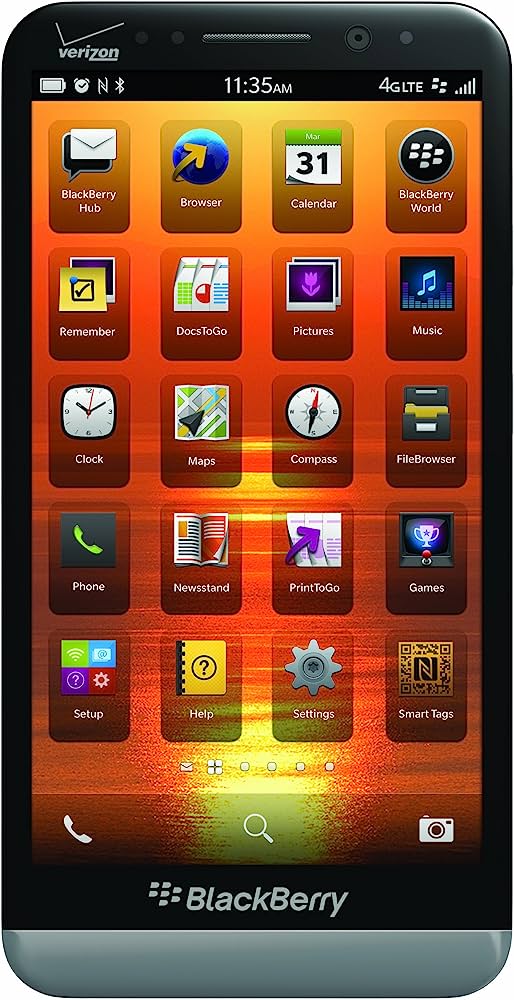 verizon
11:35AM
4GLTE
BlackBerry
Hub
Browser
Mar
31
Calendar
BlackBerry
World
Remember
DocsToGo
Pictures
Music
Clock
Maps
N
E
S
W
Compass
FileBrowser
Phone
Newsstand
PrintToGo
Games
Setup
Help
Settings
Smart Tags
BlackBerry